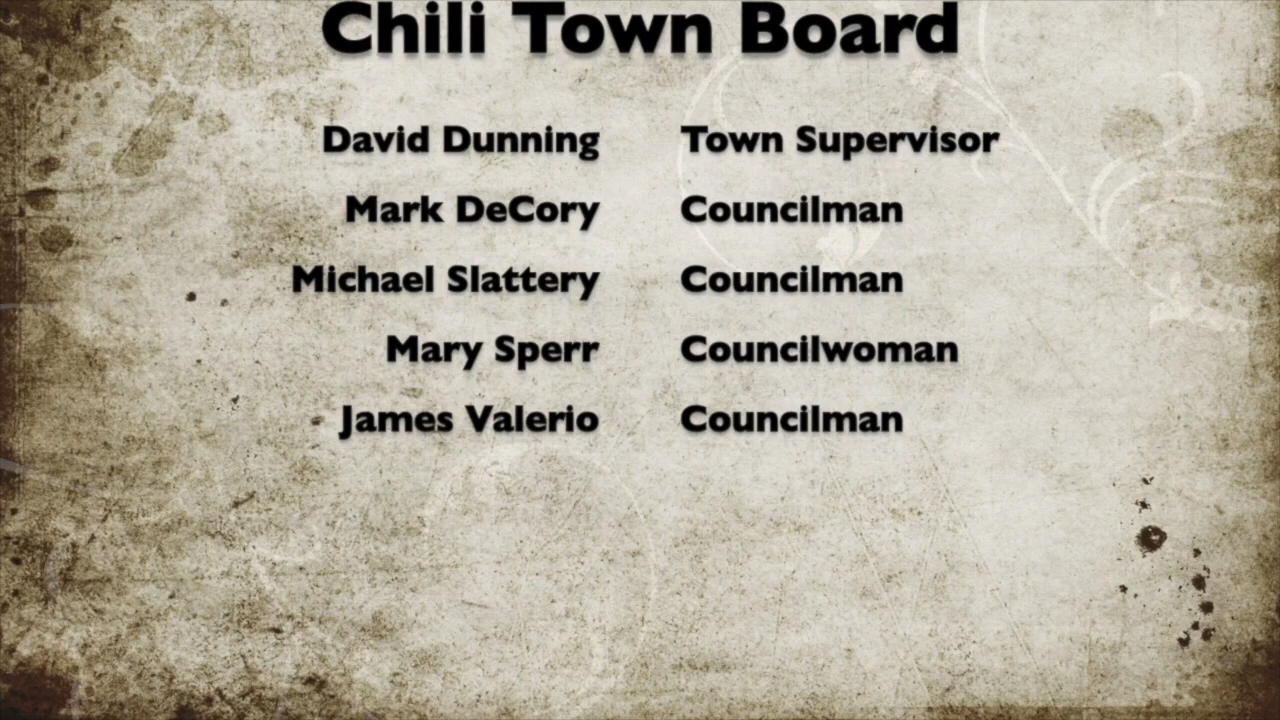 Chili Town Board
David Dunning Town Supervisor
Mark DeCory Councilman
Michael Slattery Councilman
Mary Sperr Councilwoman
James Valerio Councilman